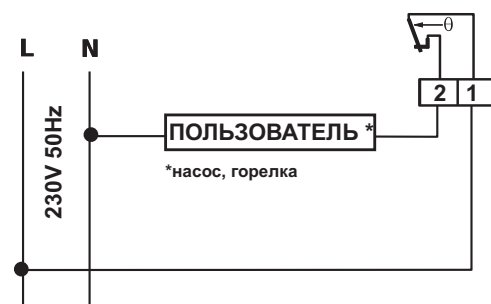 θ
L N
2 1
ПОЛЬЗОВАТЕЛЬ *
230V 50Hz
*насос, горелка